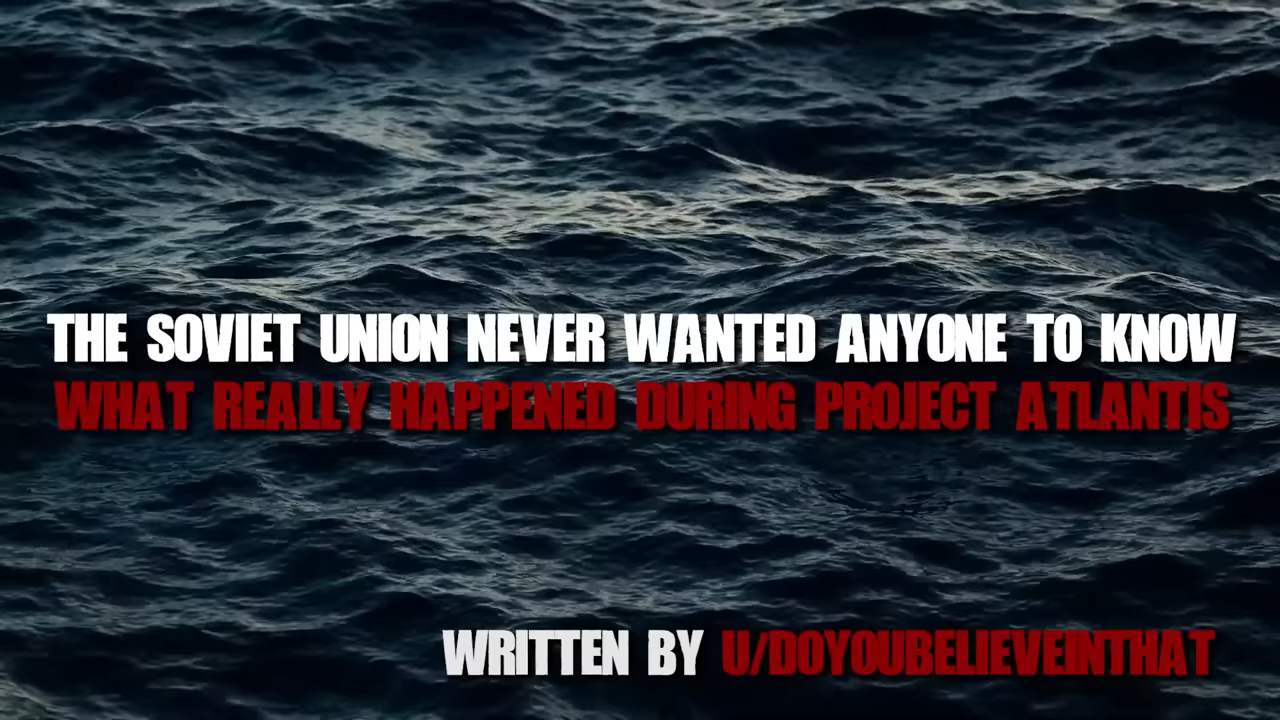 THE SOVIET UNION NEVER WANTED ANYONE TO KNOW
WHAT REALLY HAPPENED DURING PROJECT ATLANTIS
WRITTEN BY U/DOYOUBELIEVEINTHAT